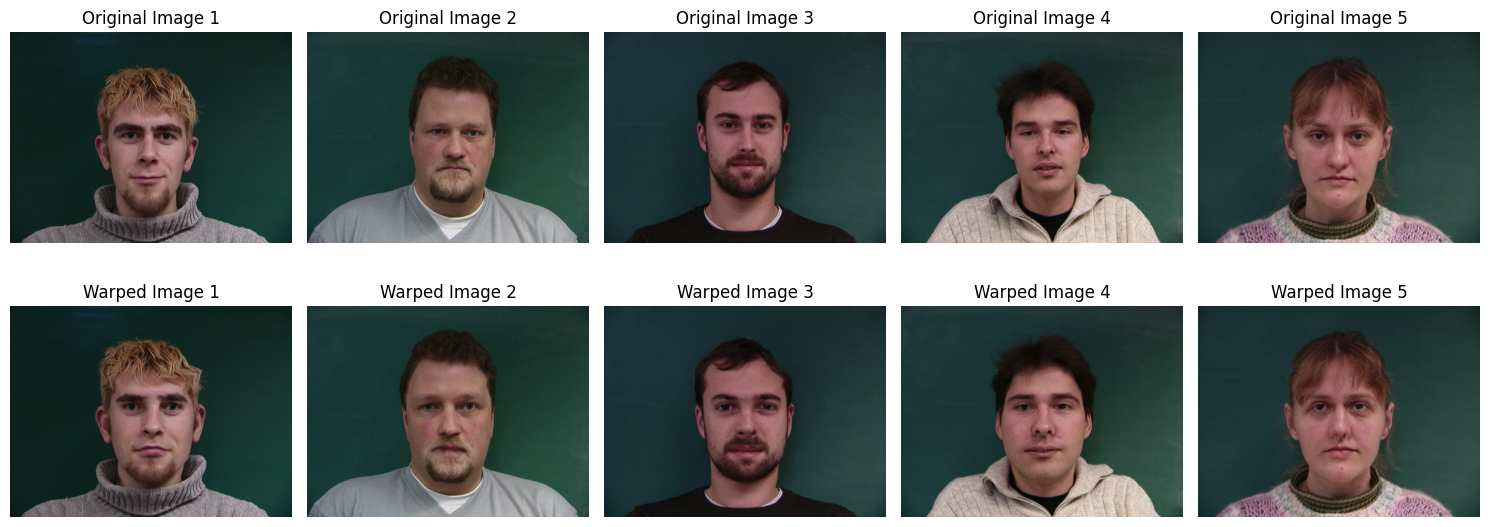 Original Image 1
Original Image 2
Original Image 3
Original Image 4
Original Image 5
Warped Image 1
Warped Image 2
Warped Image 3
Warped Image 4
Warped Image 5